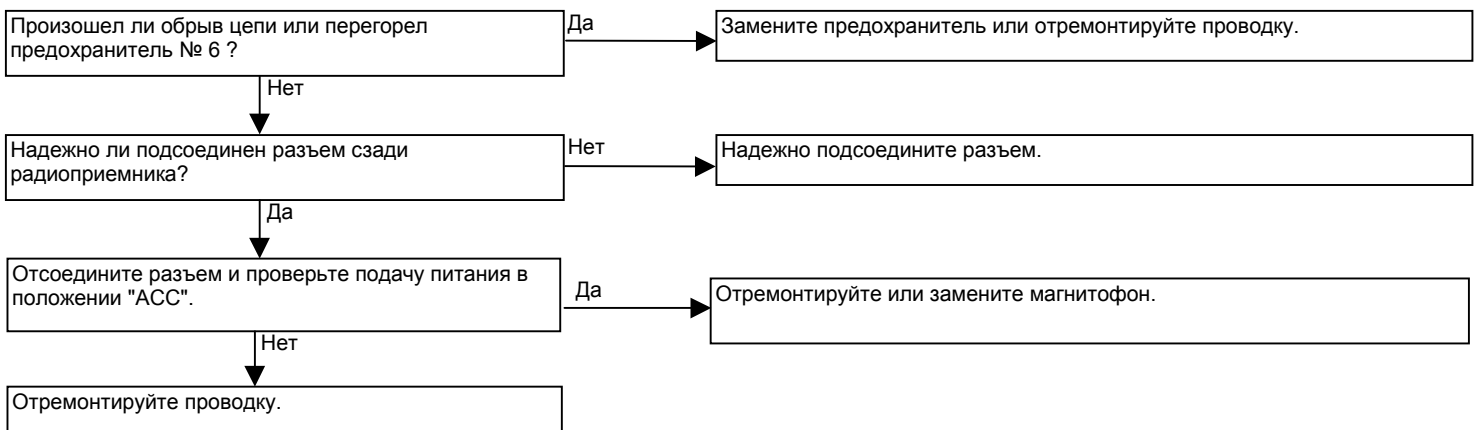 Произошел ли обрыв цепи или перегорел
предохранитель № 6 ?
Да
Замените предохранитель или отремонтируйте проводку.
Нет
Надежно ли подсоединен разъем сзади
радиоприемника?
Нет
Надежно подсоедините разъем.
Да
Отсоедините разъем и проверьте подачу питания в
положении "ACC".
Да
Отремонтируйте или замените магнитофон.
Нет
Отремонтируйте проводку.